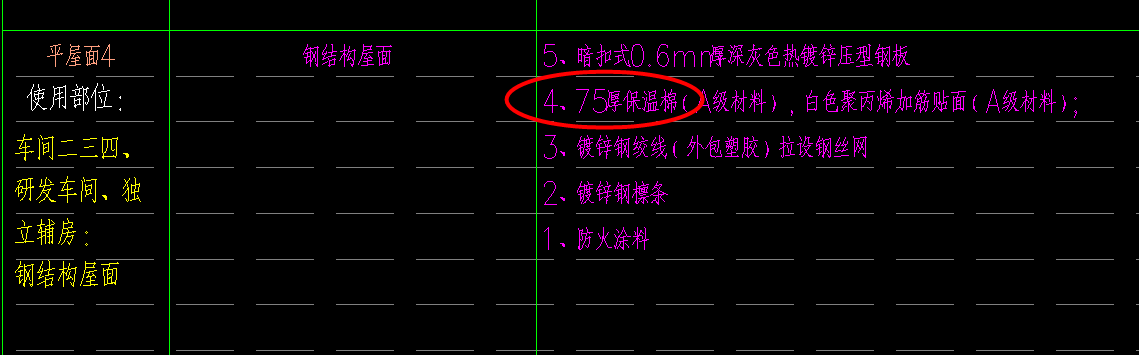 平屋面4
钢结构屋面
5、暗扣式0.6mm厚深灰色热镀锌压型钢板
使用部位:
4、75厚保温棉(A级材料),白色聚丙烯加筋贴面(A级材料);
车间二三四、
3、镀锌钢绞线(外包塑胶)拉设钢丝网
研发车间、独
2、镀锌钢檩条
立辅房:
1、防火涂料
钢结构屋面